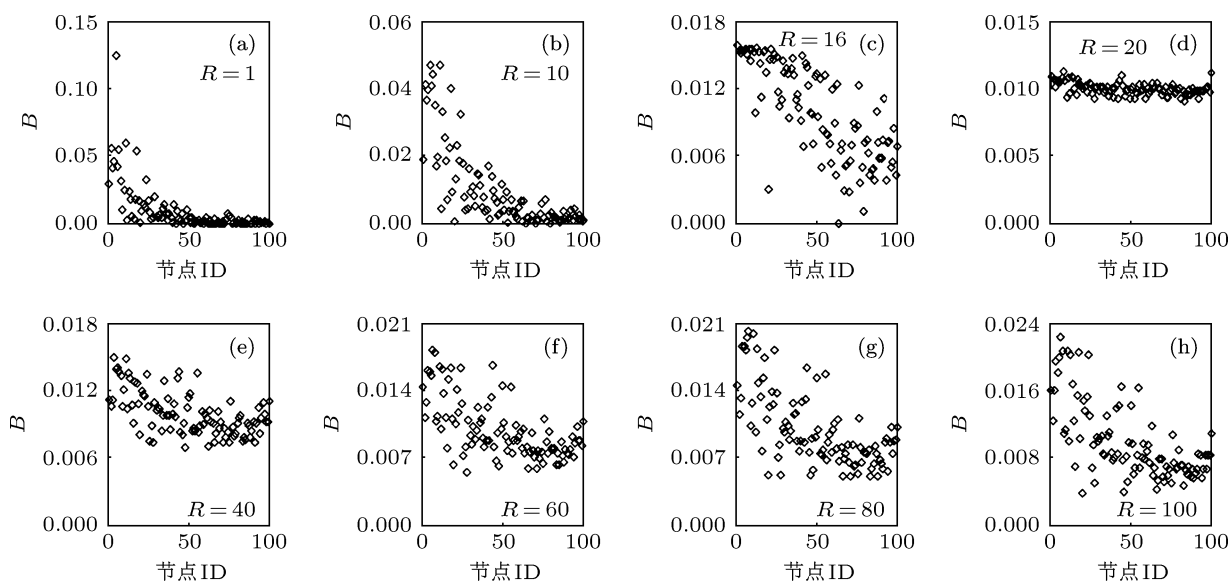 0.15
(a)
R = 1
0.10
B
0.05
0.00
0 50 100
节点ID
0.06
(b)
R = 10
0.04
B
0.02
0.00
0 50 100
节点ID
0.018
R = 16 (c)
0.012
B
0.006
0.000
0 50 100
节点ID
0.015
R = 20 (d)
0.010
B
0.005
0.000
0 50 100
节点ID
0.018
(e)
0.012
B
0.006
R = 40
0.000
0 50 100
节点ID
0.021
(f)
0.014
B
0.007
R = 60
0.000
0 50 100
节点ID
0.021
(g)
0.014
B
0.007
R = 80
0.000
0 50 100
节点ID
0.024
(h)
0.016
B
0.008
R = 100
0.000
0 50 100
节点ID